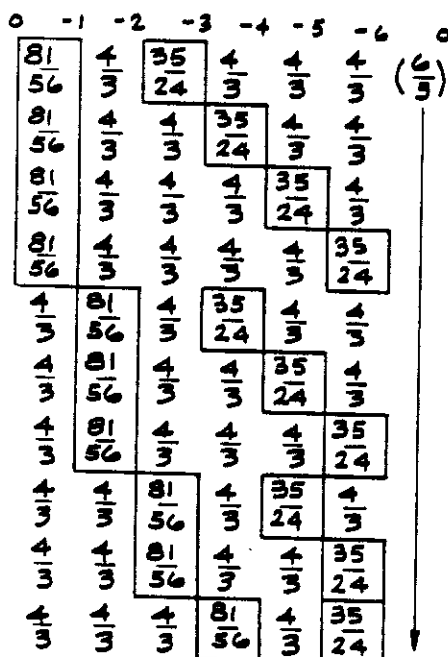 0 -1 -2 -3 -4 -5 -6 0
81/56 4/3 35/24 4/3 4/3 4/3 (6/5)
81/56 4/3 4/3 35/24 4/3 4/3
81/56 4/3 4/3 4/3 35/24 4/3
81/56 4/3 4/3 4/3 4/3 35/24
4/3 81/56 4/3 35/24 4/3 4/3
4/3 81/56 4/3 4/3 35/24 4/3
4/3 81/56 4/3 4/3 4/3 35/24
4/3 4/3 81/56 4/3 35/24 4/3
4/3 4/3 81/56 4/3 4/3 35/24
4/3 4/3 4/3 81/56 4/3 35/24